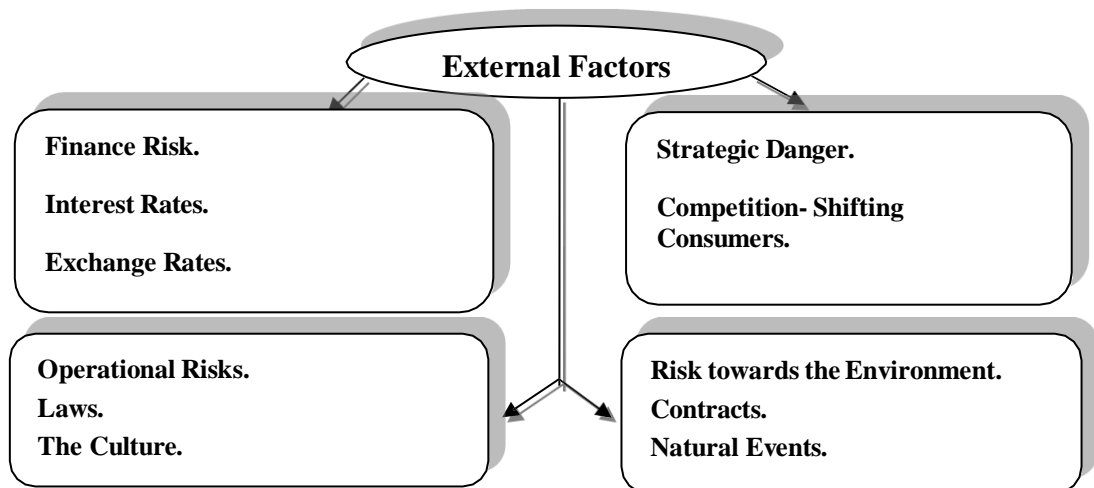 External Factors
Finance Risk.
Interest Rates.
Exchange Rates.
Strategic Danger.
Competition- Shifting
Consumers.
Operational Risks.
Laws.
The Culture.
Risk towards the Environment.
Contracts.
Natural Events.